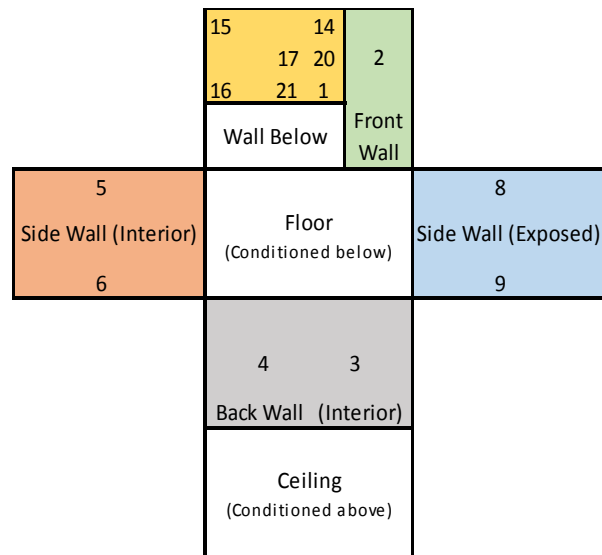 15 14
17 20 2
16 21 1
Wall Below
Front
Wall
5
Side Wall (Interior)
6
Floor
(Conditioned below)
8
Side Wall (Exposed)
9
4 3
Back Wall (Interior)
Ceiling
(Conditioned above)